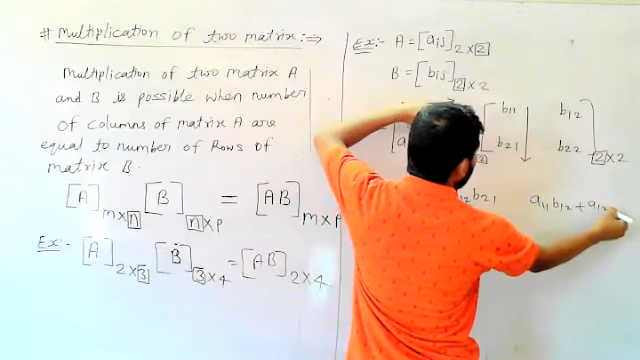 # Multiplication of two matrix :⇒
Multiplication of two matrix A
and B is possible when number
of columns of matrix A are
equal to number of Rows of
matrix B.
[A]m×n [B]n×p = [AB]m×p
Ex:- [A]2×3 [B]3×4 = [AB]2×4
Ex:- A = [aij]2×2
B = [bij]2×2
b11 b12
[a b21 b22 2×2
2
12b21 a11b12+a12